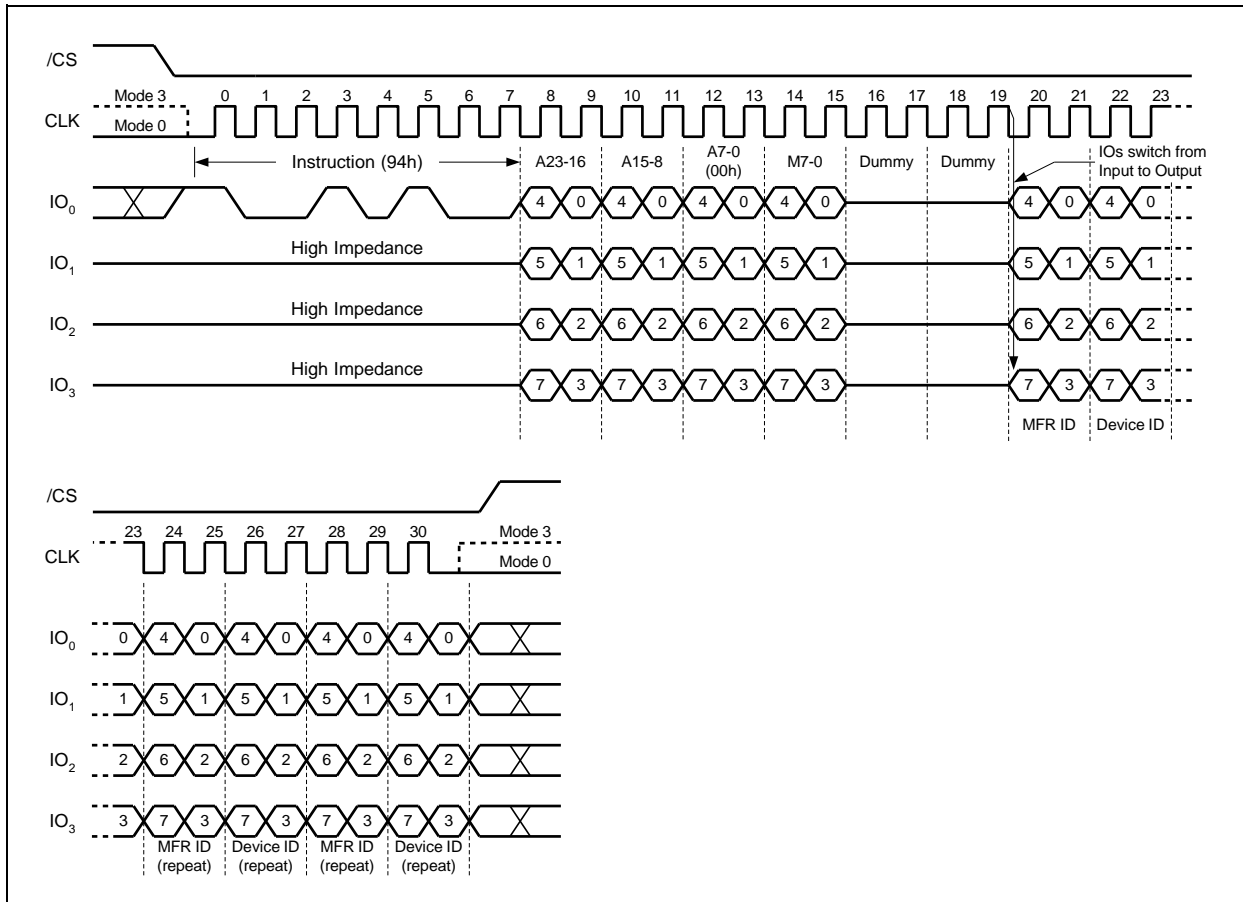 /CS
Mode 3 0 1 2 3 4 5 6 7 8 9 10 11 12 13 14 15 16 17 18 19 20 21 22 23
CLK
Mode 0
Instruction (94h) A23-16 A15-8 A7-0 (00h) M7-0 Dummy Dummy IOs switch from Input to Output
IO0 4 0 4 0 4 0 4 0 4 0 4 0
High Impedance
IO1 5 1 5 1 5 1 5 1 5 1 5 1
High Impedance
IO2 6 2 6 2 6 2 6 2 6 2 6 2
High Impedance
IO3 7 3 7 3 7 3 7 3 7 3 7 3
MFR ID Device ID
/CS
23 24 25 26 27 28 29 30 Mode 3
CLK
Mode 0
IO0 0 4 0 4 0 4 0 4 0
IO1 1 5 1 5 1 5 1 5 1
IO2 2 6 2 6 2 6 2 6 2
IO3 3 7 3 7 3 7 3 7 3
MFR ID (repeat) Device ID (repeat) MFR ID (repeat) Device ID (repeat)